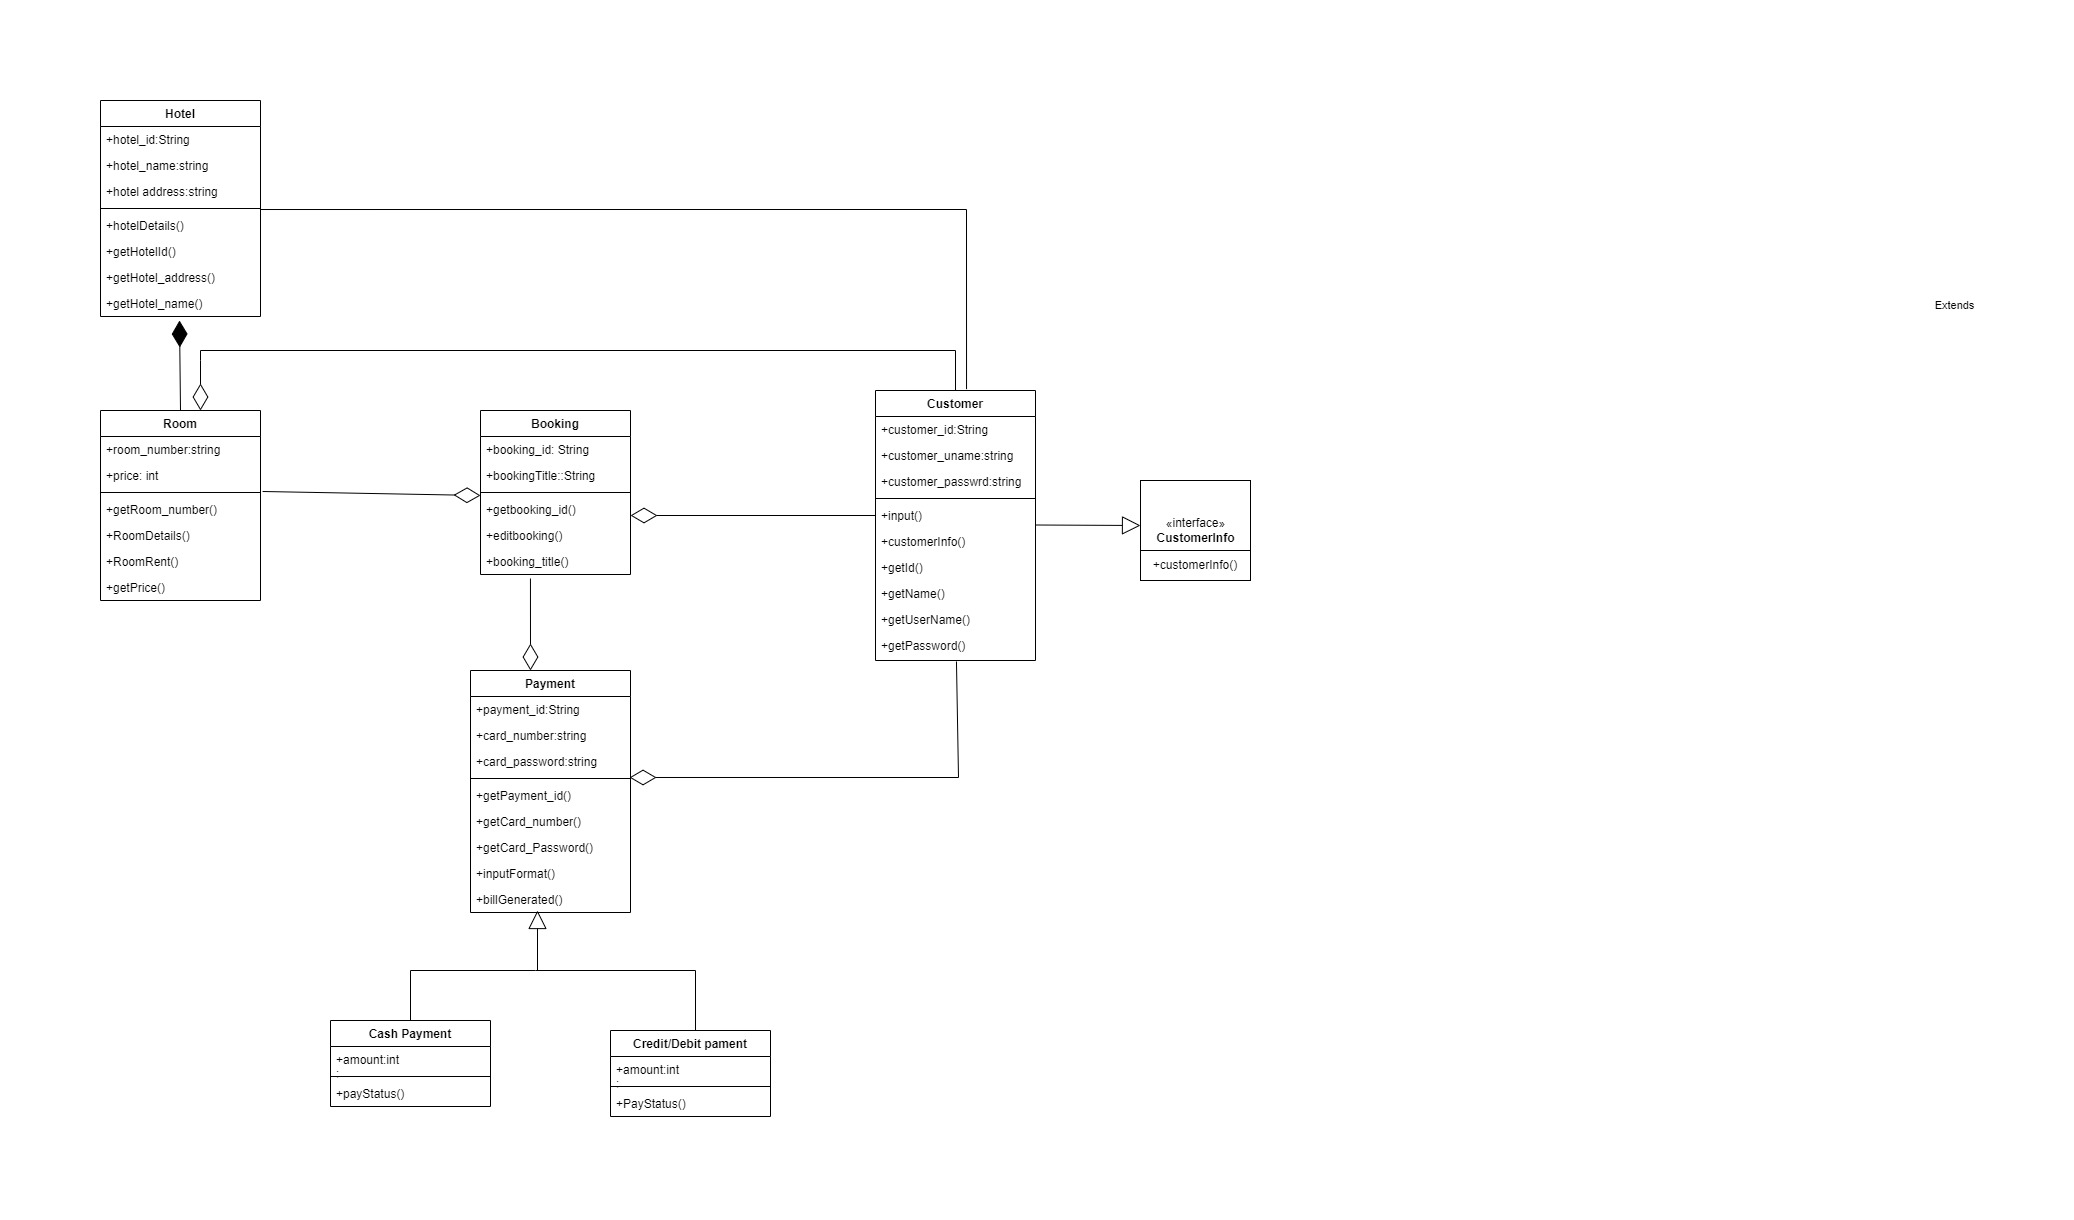 Hotel
+hotel_id:String
+hotel_name:string
+hotel address:string
+hotelDetails()
+getHotelId()
+getHotel_address()
+getHotel_name()
Extends
Room
+room_number:string
+price: int
+getRoom_number()
+RoomDetails()
+RoomRent()
+getPrice()
Booking
+booking_id: String
+bookingTitle::String
+getbooking_id()
+editbooking()
+booking_title()
Customer
+customer_id:String
+customer_uname:string
+customer_passwrd:string
+input()
+customerInfo()
+getId()
+getName()
+getUserName()
+getPassword()
«interface»
CustomerInfo
+customerInfo()
Payment
+payment_id:String
+card_number:string
+card_password:string
+getPayment_id()
+getCard_number()
+getCard_Password()
+inputFormat()
+billGenerated()
Cash Payment
+amount:int
+payStatus()
Credit/Debit pament
+amount:int
+PayStatus()